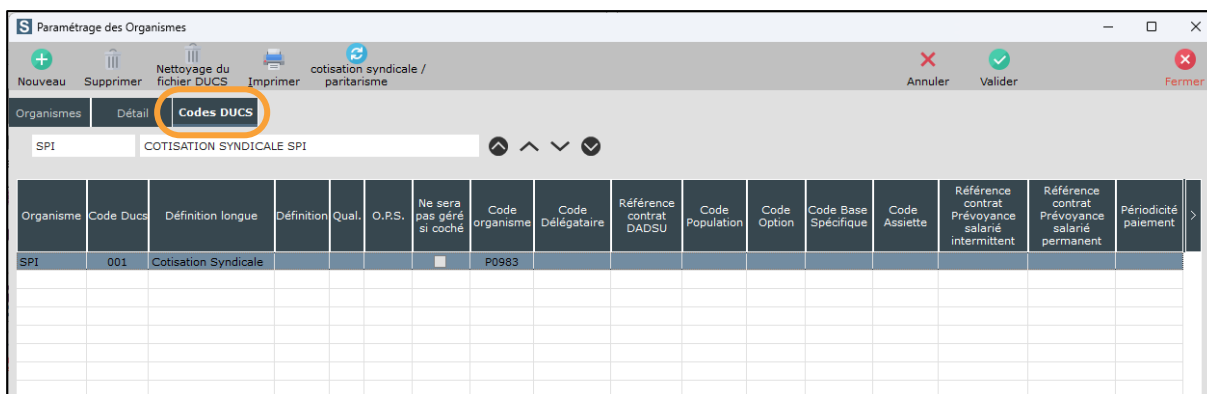 S Paramétrage des Organismes
Nouveau
Supprimer
Nettoyage du
fichier DUCS
Imprimer
cotisation syndicale /
paritarisme
Annuler
Valider
Fermer
Organismes
Détail
Codes DUCS
SPI
COTISATION SYNDICALE SPI
Organisme
Code Ducs
Définition longue
Définition
Qual.
O.P.S.
Ne sera
pas géré
si coché
Code
organisme
Code
Délégataire
Référence
contrat
DADSU
Code
Population
Code
Option
Code Base
Spécifique
Code
Assiette
Référence
contrat
Prévoyance
salarié
intermittent
Référence
contrat
Prévoyance
salarié
permanent
Périodicité
paiement
SPI
001
Cotisation Syndicale
P0983